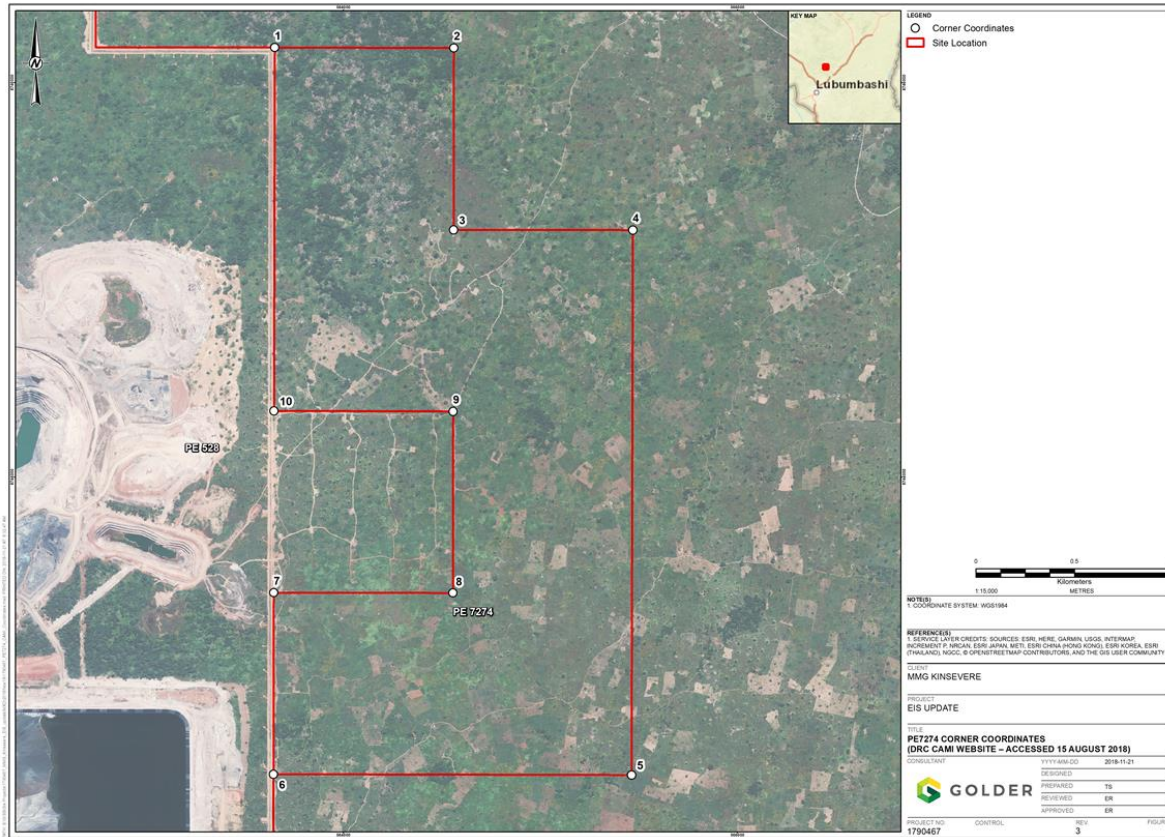 1
2
3
4
10
9
PE 528
7
8
PE 7274
6
5
N
KEY MAP
Lubumbashi
LEGEND
Corner Coordinates
Site Location
0 0.5
Kilometers
1:15,000 METRES
NOTE(S)
1. COORDINATE SYSTEM: WGS1984
REFERENCE(S)
1. SERVICE LAYER CREDITS: SOURCES: ESRI, HERE, GARMIN, USGS, INTERMAP,
INCREMENT P, NRCAN, ESRI JAPAN, METI, ESRI CHINA (HONG KONG), ESRI KOREA, ESRI
(THAILAND), NGCC, © OPENSTREETMAP CONTRIBUTORS, AND THE GIS USER COMMUNITY
CLIENT
MMG KINSEVERE
PROJECT
EIS UPDATE
TITLE
PE7274 CORNER COORDINATES
(DRC CAMI WEBSITE – ACCESSED 15 AUGUST 2018)
CONSULTANT YYYY-MM-DD 2018-11-21
DESIGNED
PREPARED TS
REVIEWED ER
APPROVED ER
GOLDER
PROJECT NO. CONTROL REV. FIGURE
1790467 3